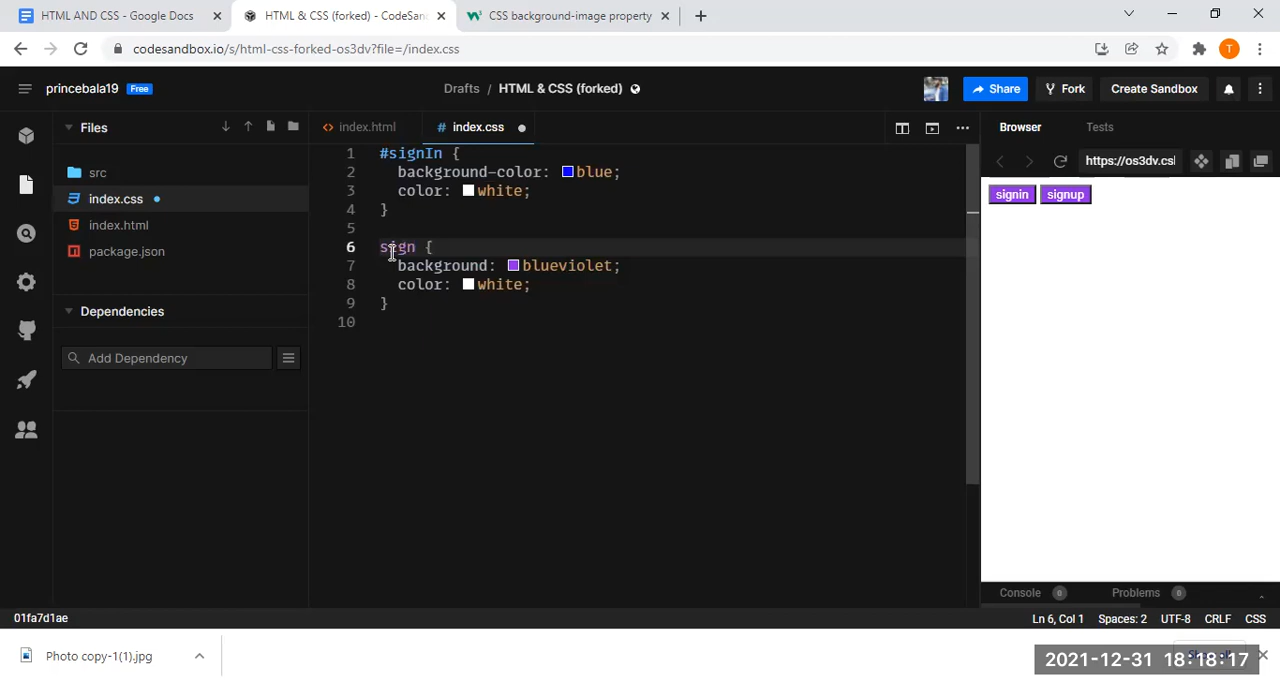 HTML AND CSS - Google Docs
HTML & CSS (forked) - CodeSan
CSS background-image property
codesandbox.io/s/html-css-forked-os3dv?file=/index.css
T
princebala19 Free
Drafts / HTML & CSS (forked)
Share
Fork
Create Sandbox
Files
index.html
# index.css
Browser
Tests
https://os3dv.csl
src
index.css
index.html
package.json
Dependencies
Add Dependency
1 #signIn {
2 background-color: blue;
3 color: white;
4 }
5
6 sign {
7 background: blueviolet;
8 color: white;
9 }
10
signin signup
Console 0
Problems 0
01fa7d1ae
Ln 6, Col 1 Spaces: 2 UTF-8 CRLF CSS
Photo copy-1(1).jpg
2021-12-31 18:18:17